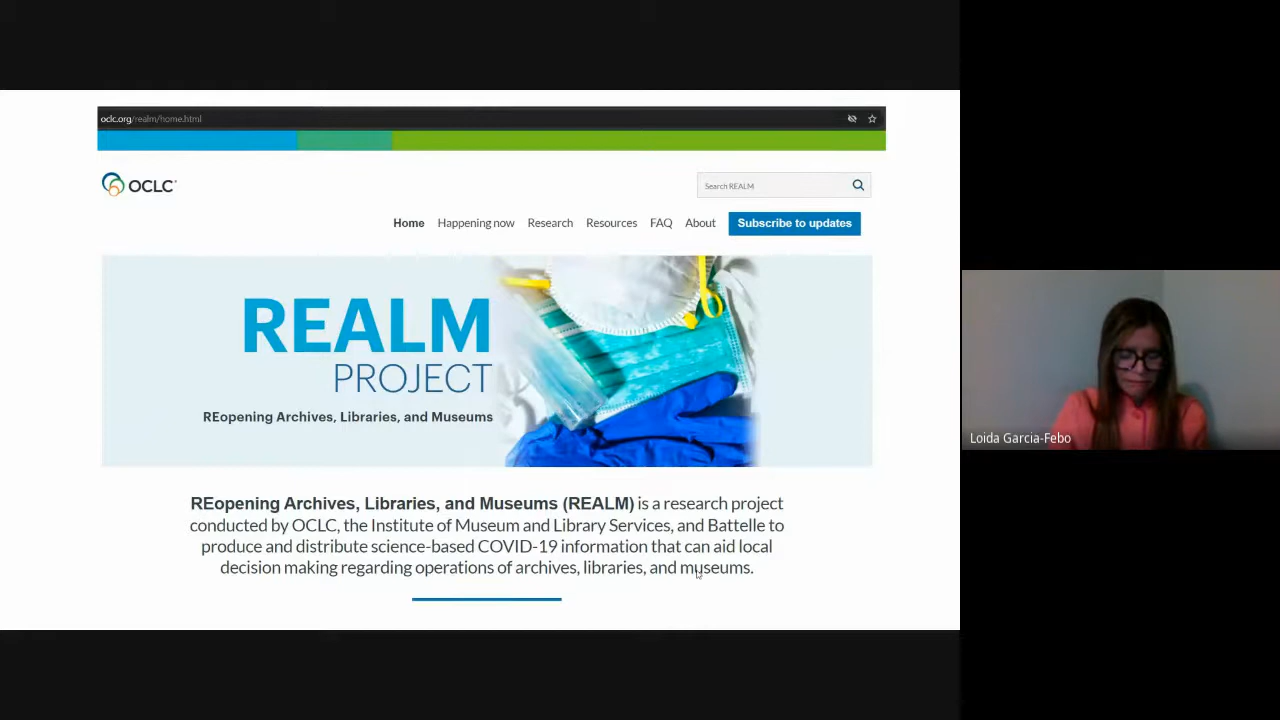 oclc.org/realm/home.html
OCLC
Search REALM
Home Happening now Research Resources FAQ About Subscribe to updates
REALM
PROJECT
REopening Archives, Libraries, and Museums
REopening Archives, Libraries, and Museums (REALM) is a research project
conducted by OCLC, the Institute of Museum and Library Services, and Battelle to
produce and distribute science-based COVID-19 information that can aid local
decision making regarding operations of archives, libraries, and museums.
Loida Garcia-Febo